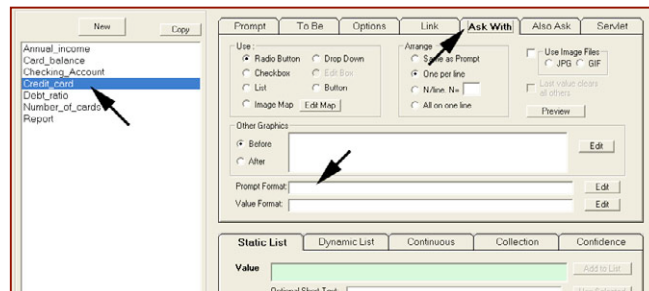 New Copy
Annual_income
Card_balance
Checking_Account
Credit_card
Debt_ratio
Number_of_cards
Report
Prompt To Be Options Link Ask With Also Ask Servlet
Use :
Radio Button Drop Down
Checkbox Edit Box
List Button
Image Map Edit Map
Arrange
Same as Prompt
One per line
N/line. N=
All on one line
Use Image Files
JPG GIF
Last value clears
all others
Preview
Other Graphics
Before
After
Edit
Prompt Format: Edit
Value Format: Edit
Static List Dynamic List Continuous Collection Confidence
Value Add to List
Optional Short Text: